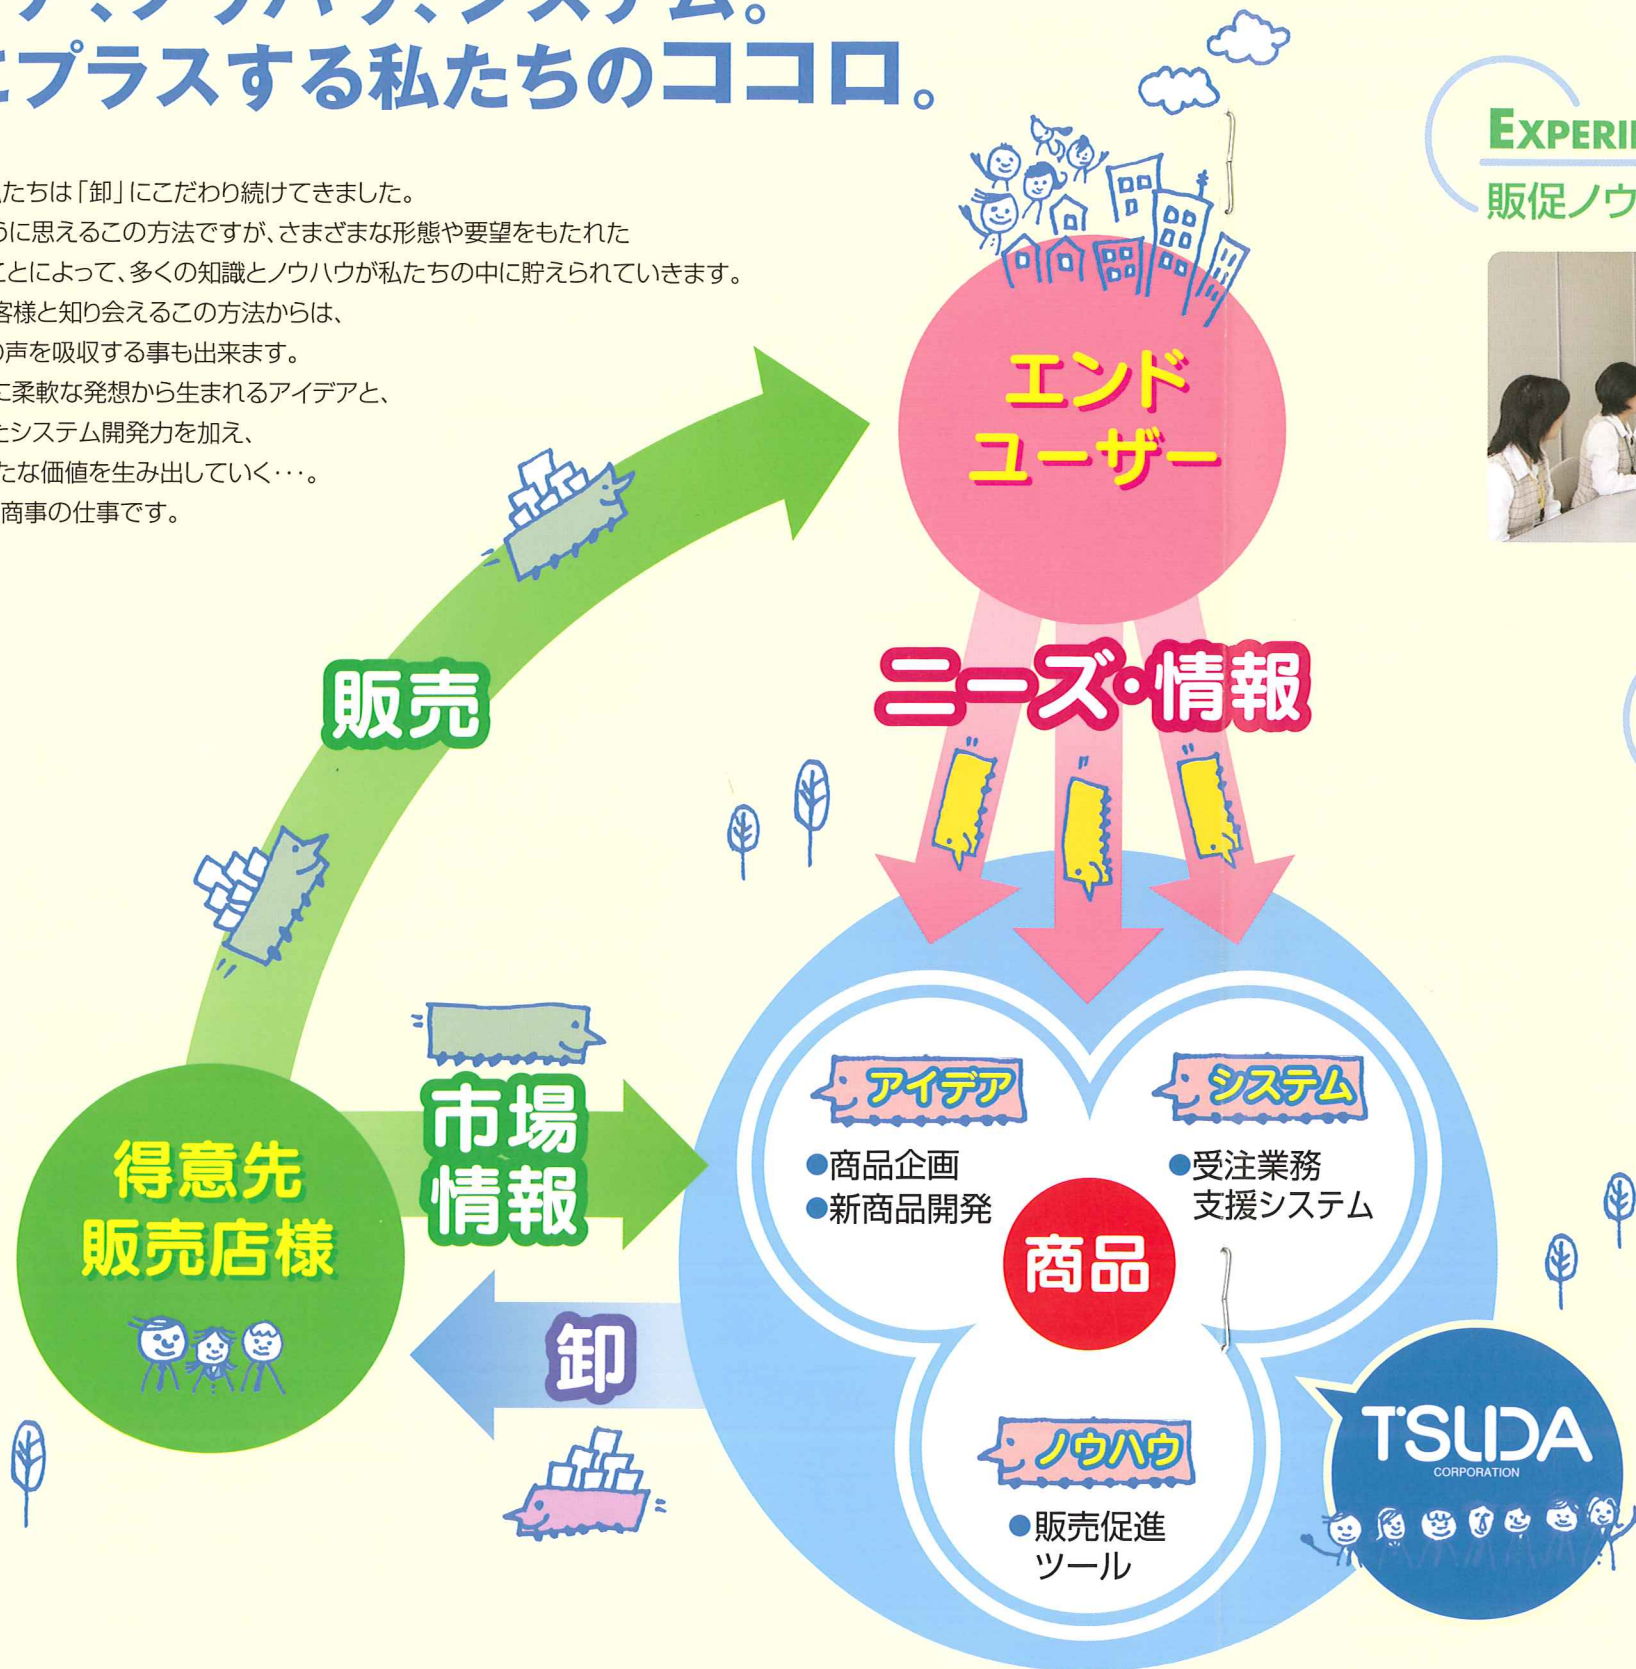 ア、ノウハウ、システム。
にプラスする私たちのココロ。
たちは「卸」にこだわり続けてきました。
うに思えるこの方法ですが、さまざまな形態や要望をもたれた
ことによって、多くの知識とノウハウが私たちの中に貯えられていきます。
客様と知り会えるこの方法からは、
の声を吸収する事も出来ます。
に柔軟な発想から生まれるアイデアと、
たシステム開発力を加え、
たな価値を生み出していく・・・。
商事の仕事です。
EXPERI
販促ノウ
エンド
ユーザー
販売
ニーズ・情報
得意先
販売店様
市場
情報
卸
アイデア
●商品企画
●新商品開発
システム
●受注業務
支援システム
商品
ノウハウ
●販売促進
ツール
TSUDA
CORPORATION